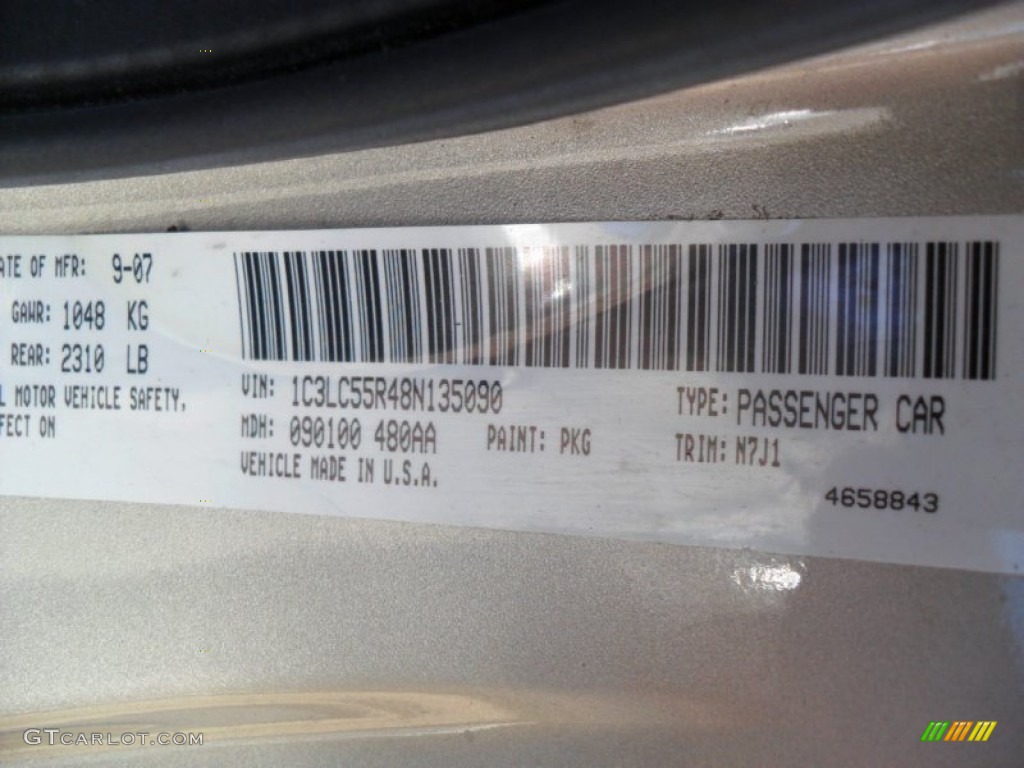 ATE OF MFR: 9-07
GAWR: 1048 KG
REAR: 2310 LB
L MOTOR VEHICLE SAFETY,
FECT ON
VIN: 1C3LC55R48N135090
TYPE: PASSENGER CAR
MDH: 090100 480AA
PAINT: PKG
TRIM: N7J1
VEHICLE MADE IN U.S.A.
4658843
GTCARLOT.COM